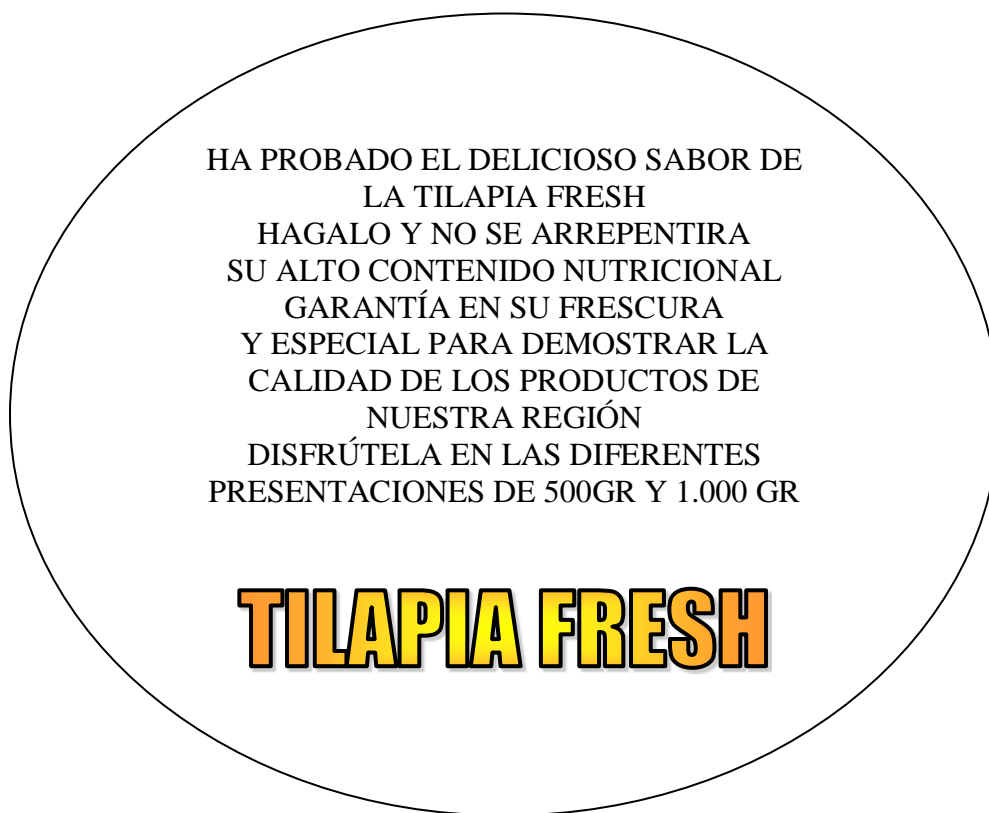 HA PROBADO EL DELICIOSO SABOR DE
LA TILAPIA FRESH
HAGALO Y NO SE ARREPENTIRA
SU ALTO CONTENIDO NUTRICIONAL
GARANTÍA EN SU FRESCURA
Y ESPECIAL PARA DEMOSTRAR LA
CALIDAD DE LOS PRODUCTOS DE
NUESTRA REGIÓN
DISFRÚTELA EN LAS DIFERENTES
PRESENTACIONES DE 500GR Y 1.000 GR
TILAPIA FRESH